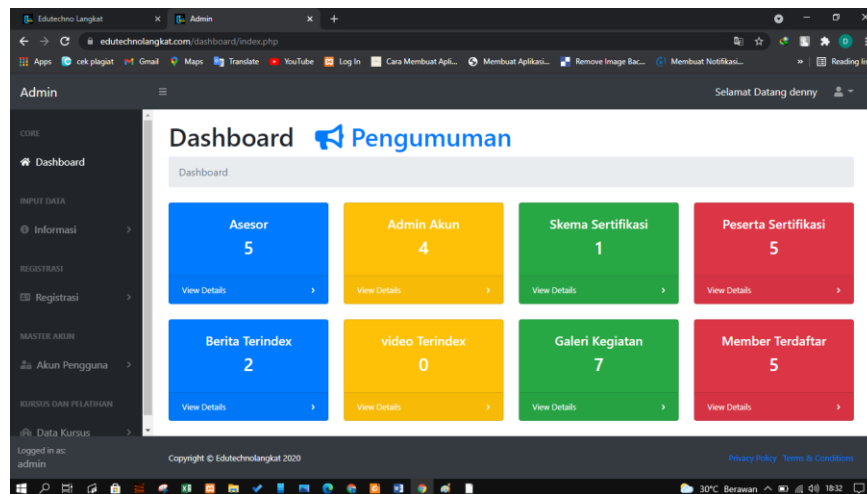 Edutechno Langkat
Admin
edutechnolangkat.com/dashboard/index.php
Apps cek plagiat Gmail Maps Translate YouTube Log In Cara Membuat Apli... Membuat Aplikasi... Remove Image Bac... Membuat Notifikasi... » Reading lis
Admin
Selamat Datang denny
CORE
Dashboard
INPUT DATA
Informasi
REGISTRASI
Registrasi
MASTER AKUN
Akun Pengguna
KURSUS DAN PELATIHAN
Data Kursus
Logged in as:
admin
Dashboard Pengumuman
Dashboard
Asesor
5
View Details
Admin Akun
4
View Details
Skema Sertifikasi
1
View Details
Peserta Sertifikasi
5
View Details
Berita Terindex
2
View Details
video Terindex
0
View Details
Galeri Kegiatan
7
View Details
Member Terdaftar
5
View Details
Copyright © Edutechnolangkat 2020
Privacy Policy · Terms & Conditions
30°C Berawan 18:32